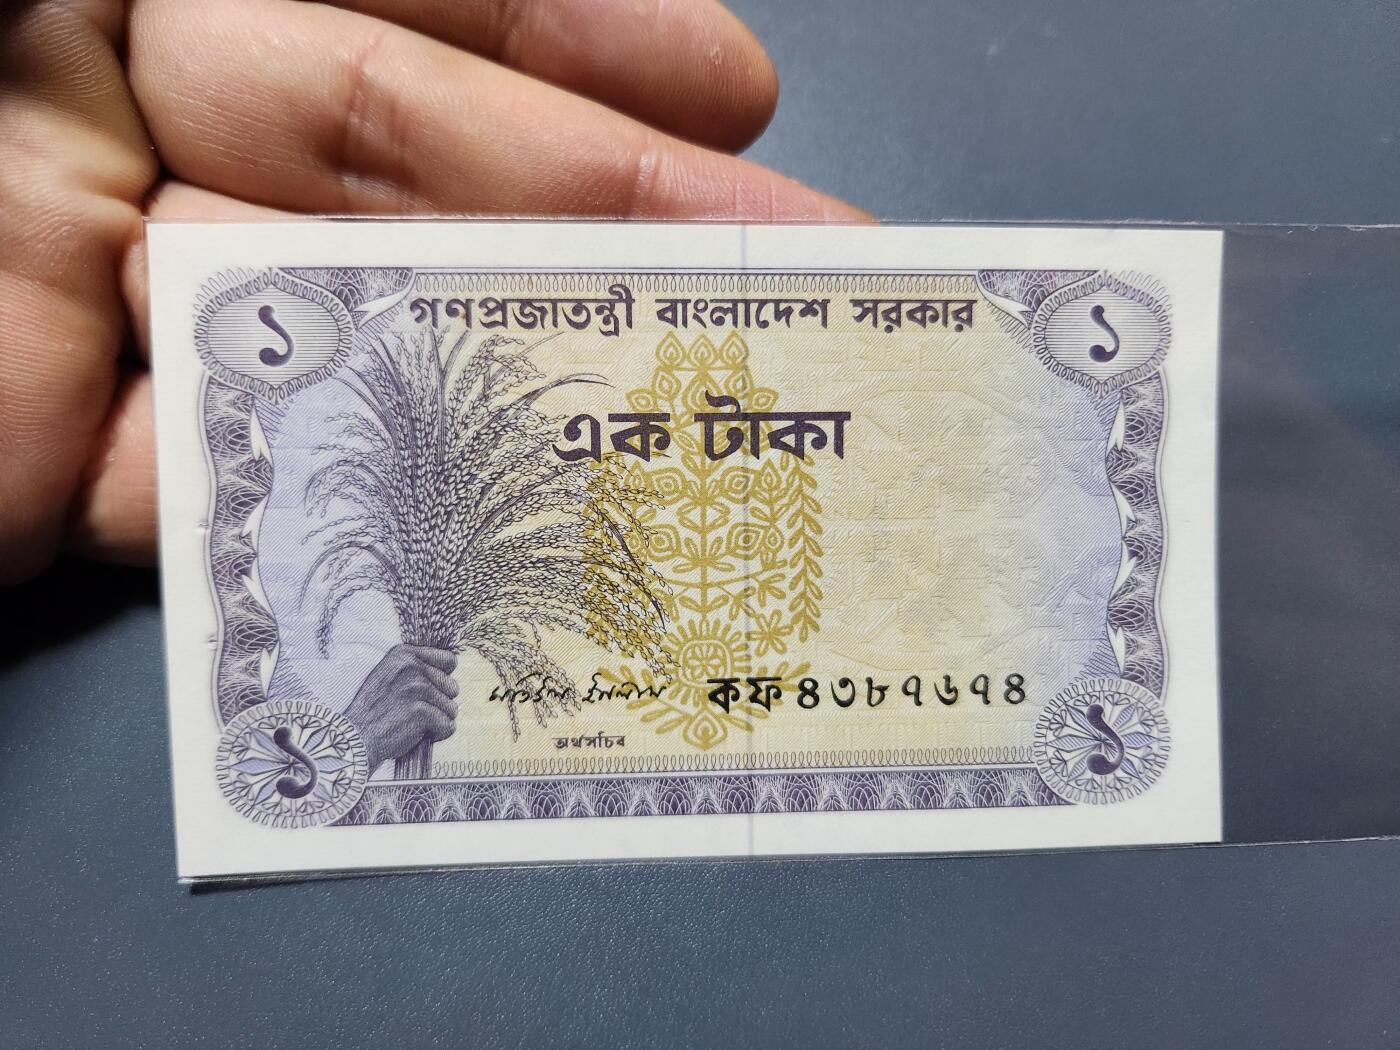 ১ গণপ্রজাতন্ত্রী বাংলাদেশ সরকার ১
এক টাকা
কফ ৪৩৮৭৬৭৪
অর্থসচিব
১ ১